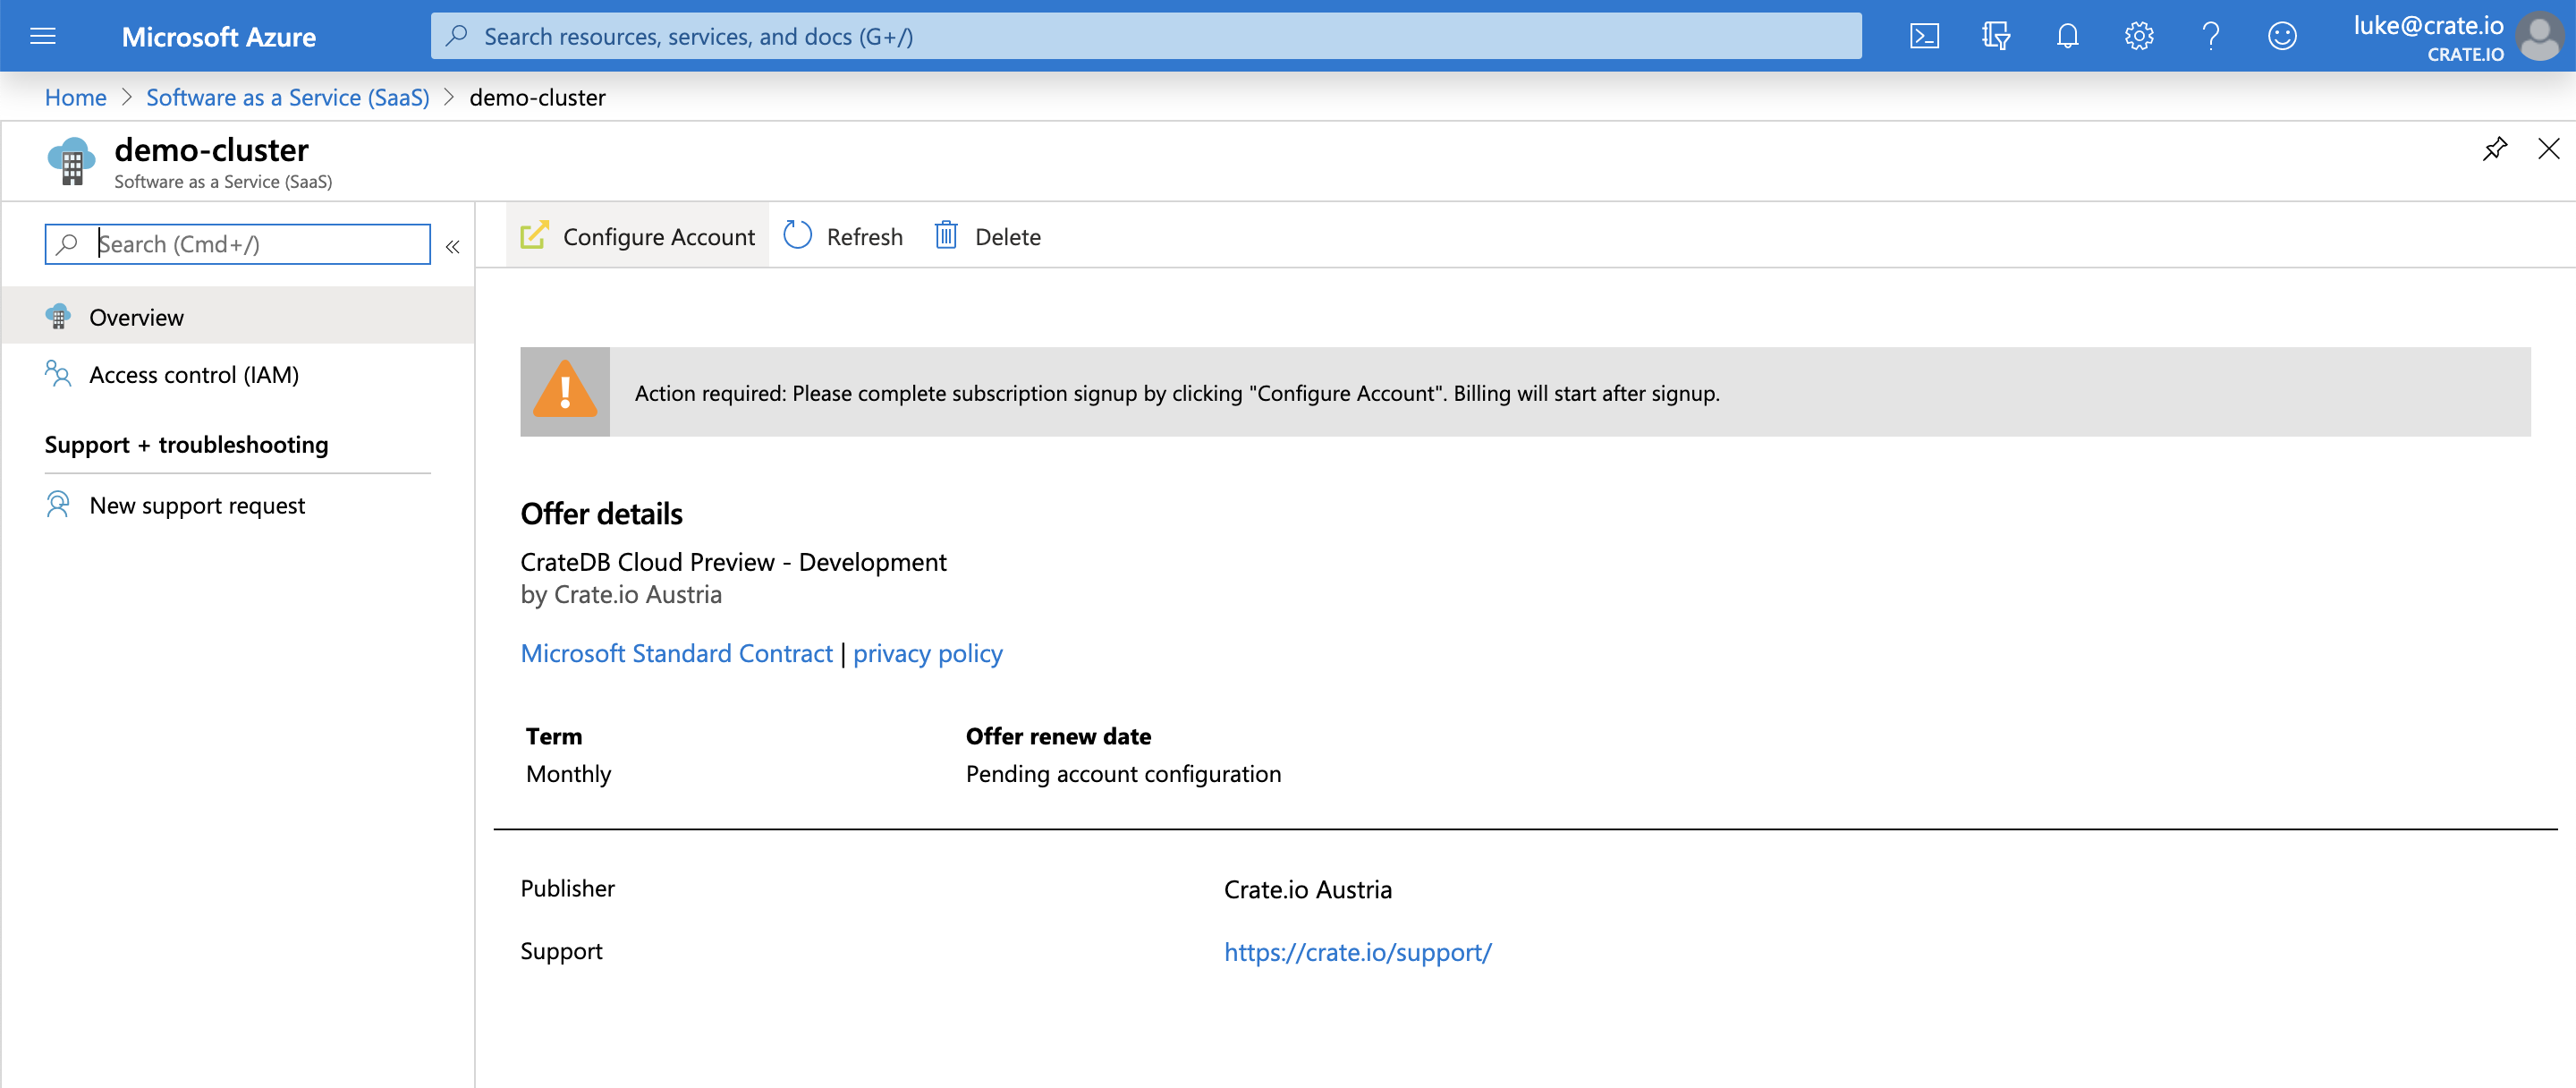 Microsoft Azure
Search resources, services, and docs (G+/)
luke@crate.io
CRATE.IO
Home > Software as a Service (SaaS) > demo-cluster
demo-cluster
Software as a Service (SaaS)
Search (Cmd+/)
«
Overview
Access control (IAM)
Support + troubleshooting
New support request
Configure Account
Refresh
Delete
Action required: Please complete subscription signup by clicking "Configure Account". Billing will start after signup.
Offer details
CrateDB Cloud Preview - Development
by Crate.io Austria
Microsoft Standard Contract | privacy policy
Term
Offer renew date
Monthly
Pending account configuration
Publisher
Crate.io Austria
Support
https://crate.io/support/